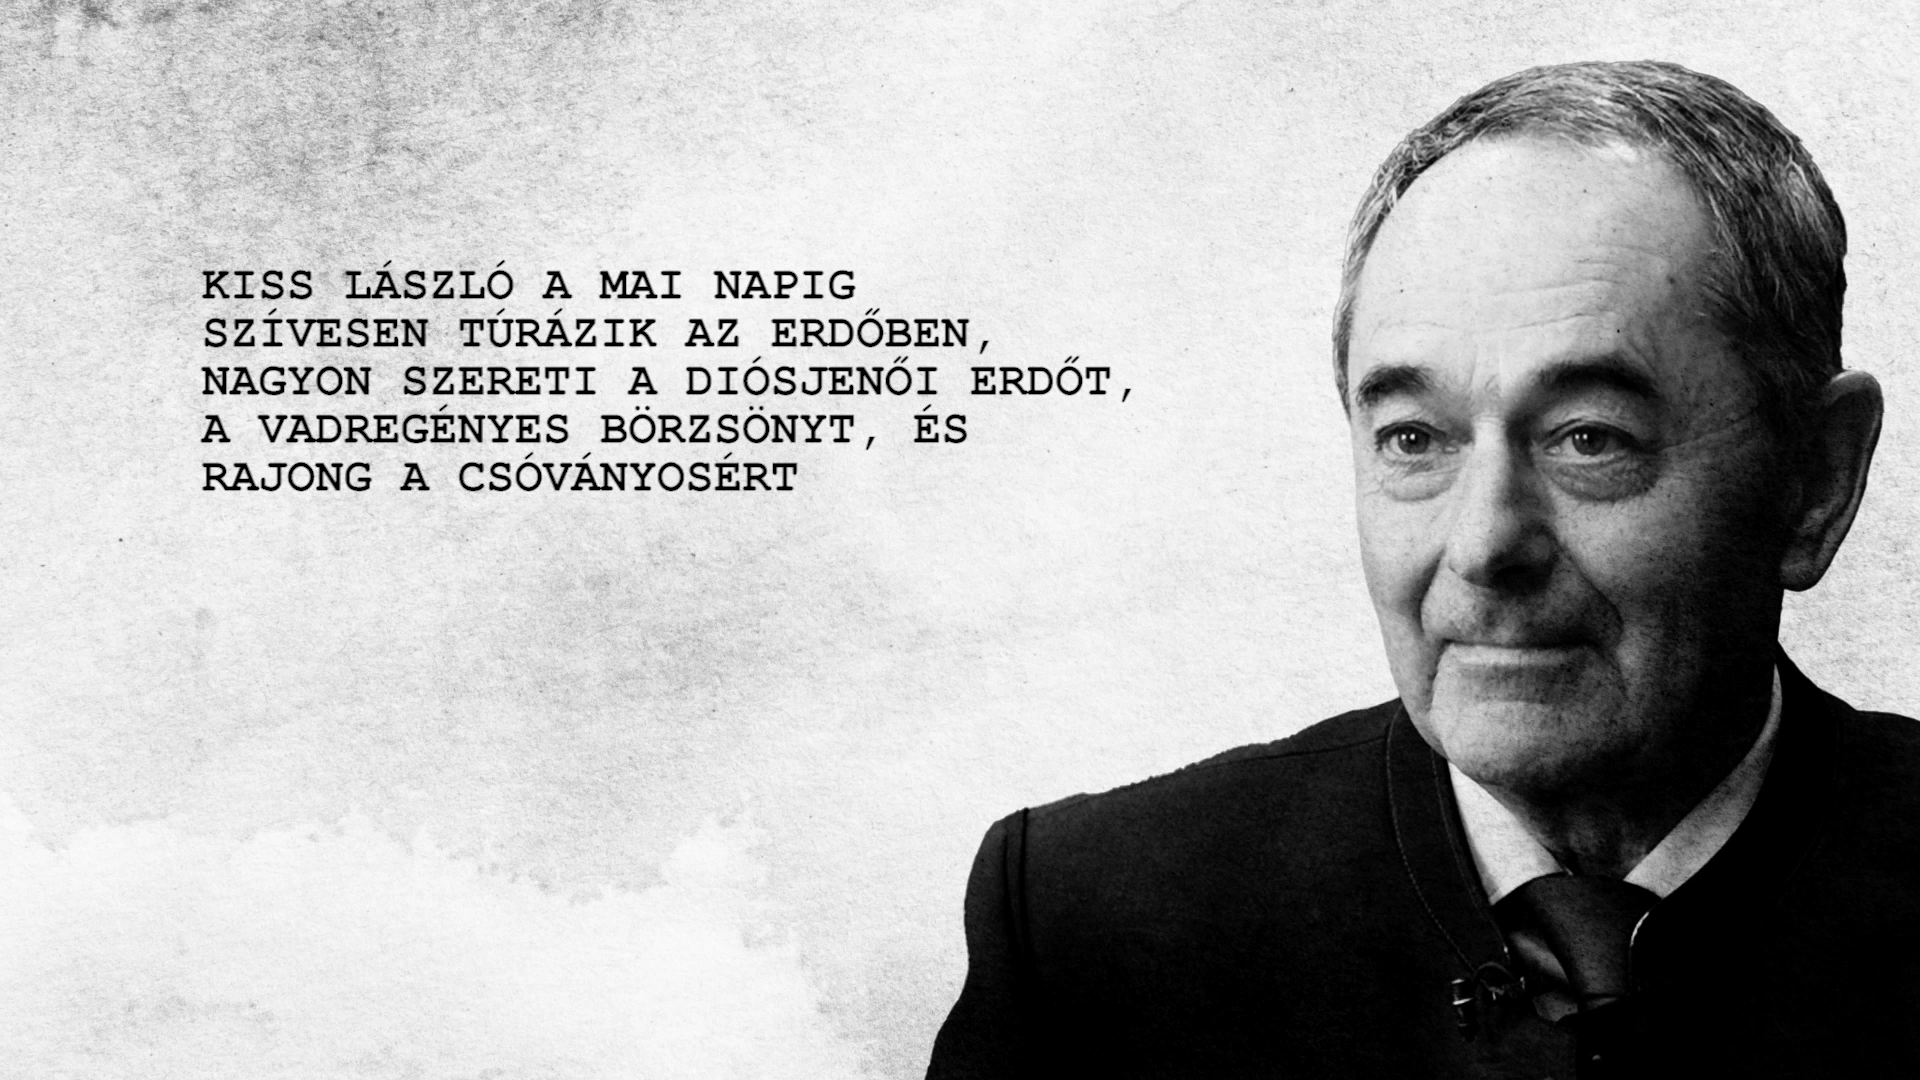 KISS LÁSZLÓ A MAI NAPIG
SZÍVESEN TÚRÁZIK AZ ERDŐBEN,
NAGYON SZERETI A DIÓSJENŐI ERDŐT,
A VADREGÉNYES BÖRZSÖNYT, ÉS
RAJONG A CSÓVÁNYOSÉRT